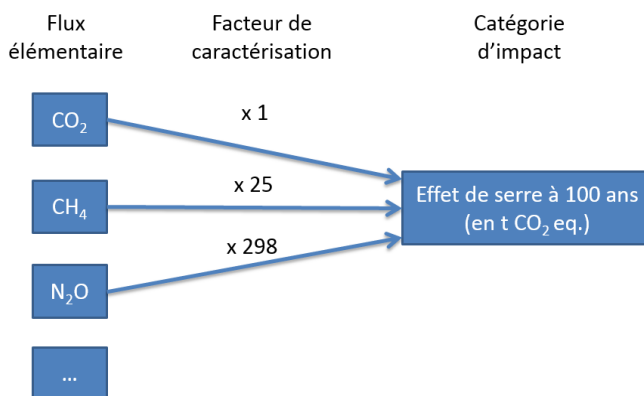 Flux
élémentaire
Facteur de
caractérisation
Catégorie
d’impact
CO₂
x 1
CH₄
x 25
Effet de serre à 100 ans
(en t CO₂ eq.)
x 298
N₂O
...